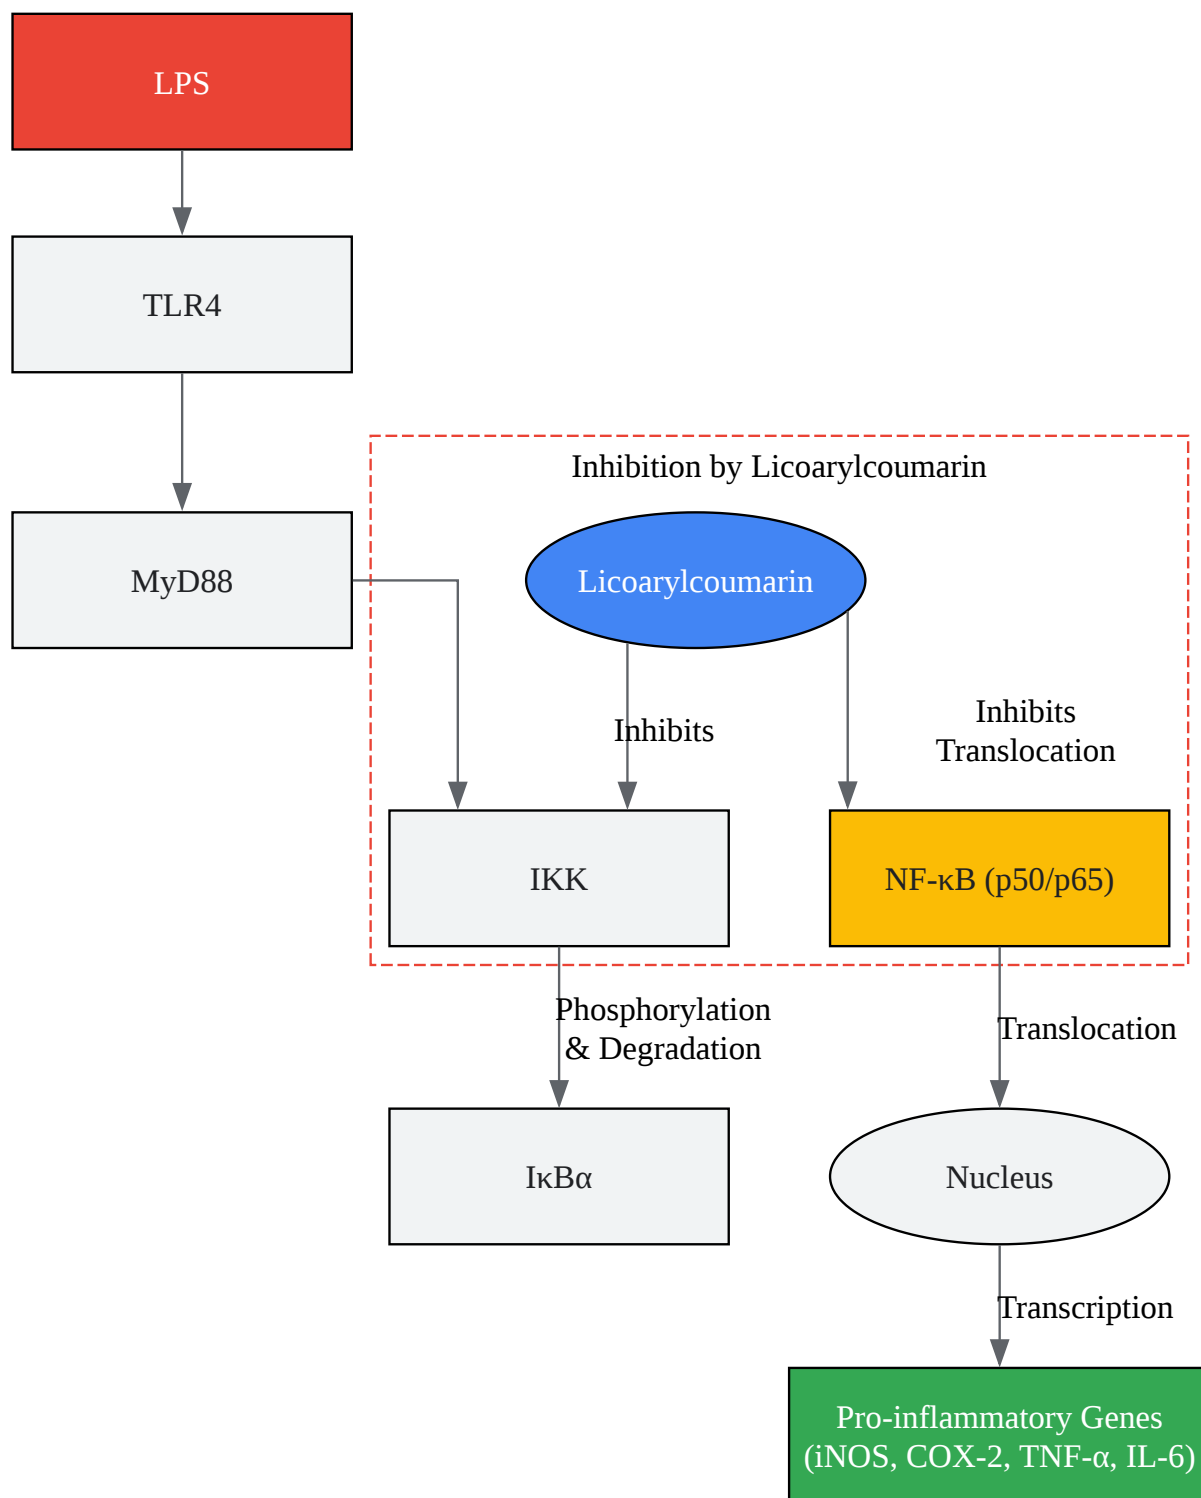 LPS
TLR4
Inhibition by Licoarylcoumarin
MyD88
Licoarylcoumarin
Inhibits
Inhibits
Translocation
IKK
NF-κB (p50/p65)
Phosphorylation
& Degradation
Translocation
IκBα
Nucleus
Transcription
Pro-inflammatory Genes
(iNOS, COX-2, TNF-α, IL-6)